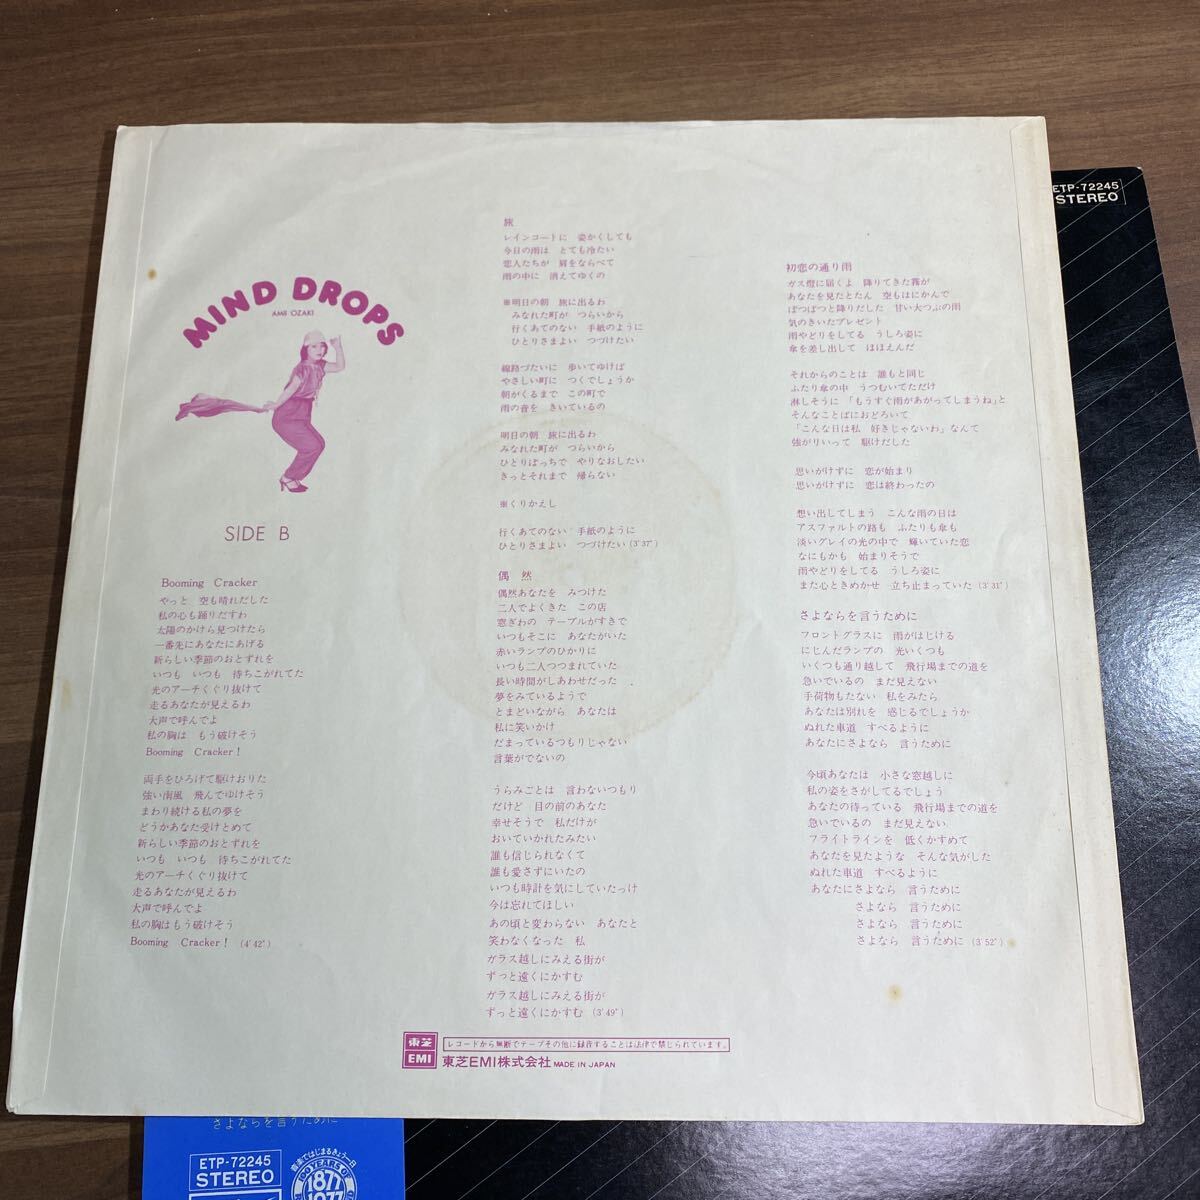 MIND DROPS
AMII OZAKI
SIDE B
Booming Cracker
やっと 空も晴れだした
私の心も踊りだすわ
太陽のかけら見つけたら
一番先にあなたにあげる
新らしい季節のおとずれを
いつも いつも 待ちこがれてた
光のアーチくぐり抜けて
走るあなたが見えるわ
大声で呼んでよ
私の胸は もう破けそう
Booming Cracker!
両手をひろげて駆けおりた
強い南風 飛んでゆけそう
まわり続ける私の夢を
どうかあなた受けとめて
新らしい季節のおとずれを
いつも いつも 待ちこがれてた
光のアーチくぐり抜けて
走るあなたが見えるわ
大声で呼んでよ
私の胸はもう破けそう
Booming Cracker! (4'42")
旅
レインコートに 姿かくしても
今日の雨は とても冷たい
恋人たちが 肩をならべて
雨の中に 消えてゆくの
※明日の朝 旅に出るわ
みなれた町が つらいから
行くあてのない 手紙のように
ひとりさまよい つづけたい
線路づたいに 歩いてゆけば
やさしい町に つくでしょうか
朝がくるまで この町で
雨の音を きいているの
明日の朝 旅に出るわ
みなれた町が つらいから
ひとりぼっちで やりなおしたい
きっとそれまで 帰らない
※くりかえし
行くあてのない 手紙のように
ひとりさまよい つづけたい (3'37")
偶然
偶然あなたを みつけた
二人でよくきた この店
窓ぎわの テーブルがすきで
いつもそこに あなたがいた
赤いランプのひかりに
いつも二人つつまれていた
長い時間がしあわせだった
夢をみているようで
とまどいながら あなたは
私に笑いかけ
だまっているつもりじゃない
言葉がでないの
うらみごとは 言わないつもり
だけど 目の前のあなた
幸せそうで 私だけが
おいていかれたみたい
誰も信じられなくて
誰も愛さずにいたの
いつも時計を気にしていたっけ
今は忘れてほしい
あの頃と変わらない あなたと
笑わなくなった 私
ガラス越しにみえる街が
ずっと遠くにかすむ
ガラス越しにみえる街が
ずっと遠くにかすむ (3'49")
初恋の通り雨
ガス燈に届くよ 降りてきた霧が
あなたを見たとたん 空もはにかんで
ぽつぽつと降りだした 甘い大つぶの雨
気のきいたプレゼント
雨やどりをしてる うしろ姿に
傘を差し出して ほほえんだ
それからのことは 誰もと同じ
ふたり傘の中 うつむいてただけ
淋しそうに「もうすぐ雨があがってしまうね」と
そんなことばにおどろいて
「こんな日は私 好きじゃないわ」なんて
強がりいって 駆けだした
思いがけずに 恋が始まり
思いがけずに 恋は終わったの
想い出してしまう こんな雨の日は
アスファルトの路も ふたりも傘も
淡いグレイの光の中で 輝いていた恋
なにもかも 始まりそうで
雨やどりをしてる うしろ姿に
また心ときめかせ 立ち止まっていた (3'31")
さよならを言うために
フロントグラスに 雨がはじける
にじんだランプの 光いくつも
いくつも通り越して 飛行場までの道を
急いでいるの まだ見えない
手荷物もたない 私をみたら
あなたは別れを 感じるでしょうか
ぬれた車道 すべるように
あなたにさよなら 言うために
今頃あなたは 小さな窓越しに
私の姿をさがしてるでしょう
あなたの待っている 飛行場までの道を
急いでいるの まだ見えない
フライトラインを 低くかすめて
あなたを見たような そんな気がした
ぬれた車道 すべるように
あなたにさよなら 言うために
さよなら 言うために
さよなら 言うために
さよなら 言うために (3'52")
東芝
EMI
レコードから無断でテープその他に録音することは法律で禁じられています。
東芝EMI株式会社 MADE IN JAPAN
ETP-72245
STEREO
さよならを言うために
ETP-72245
STEREO
音楽ではじまるきょう一日
100 YEARS OF
1877
1977